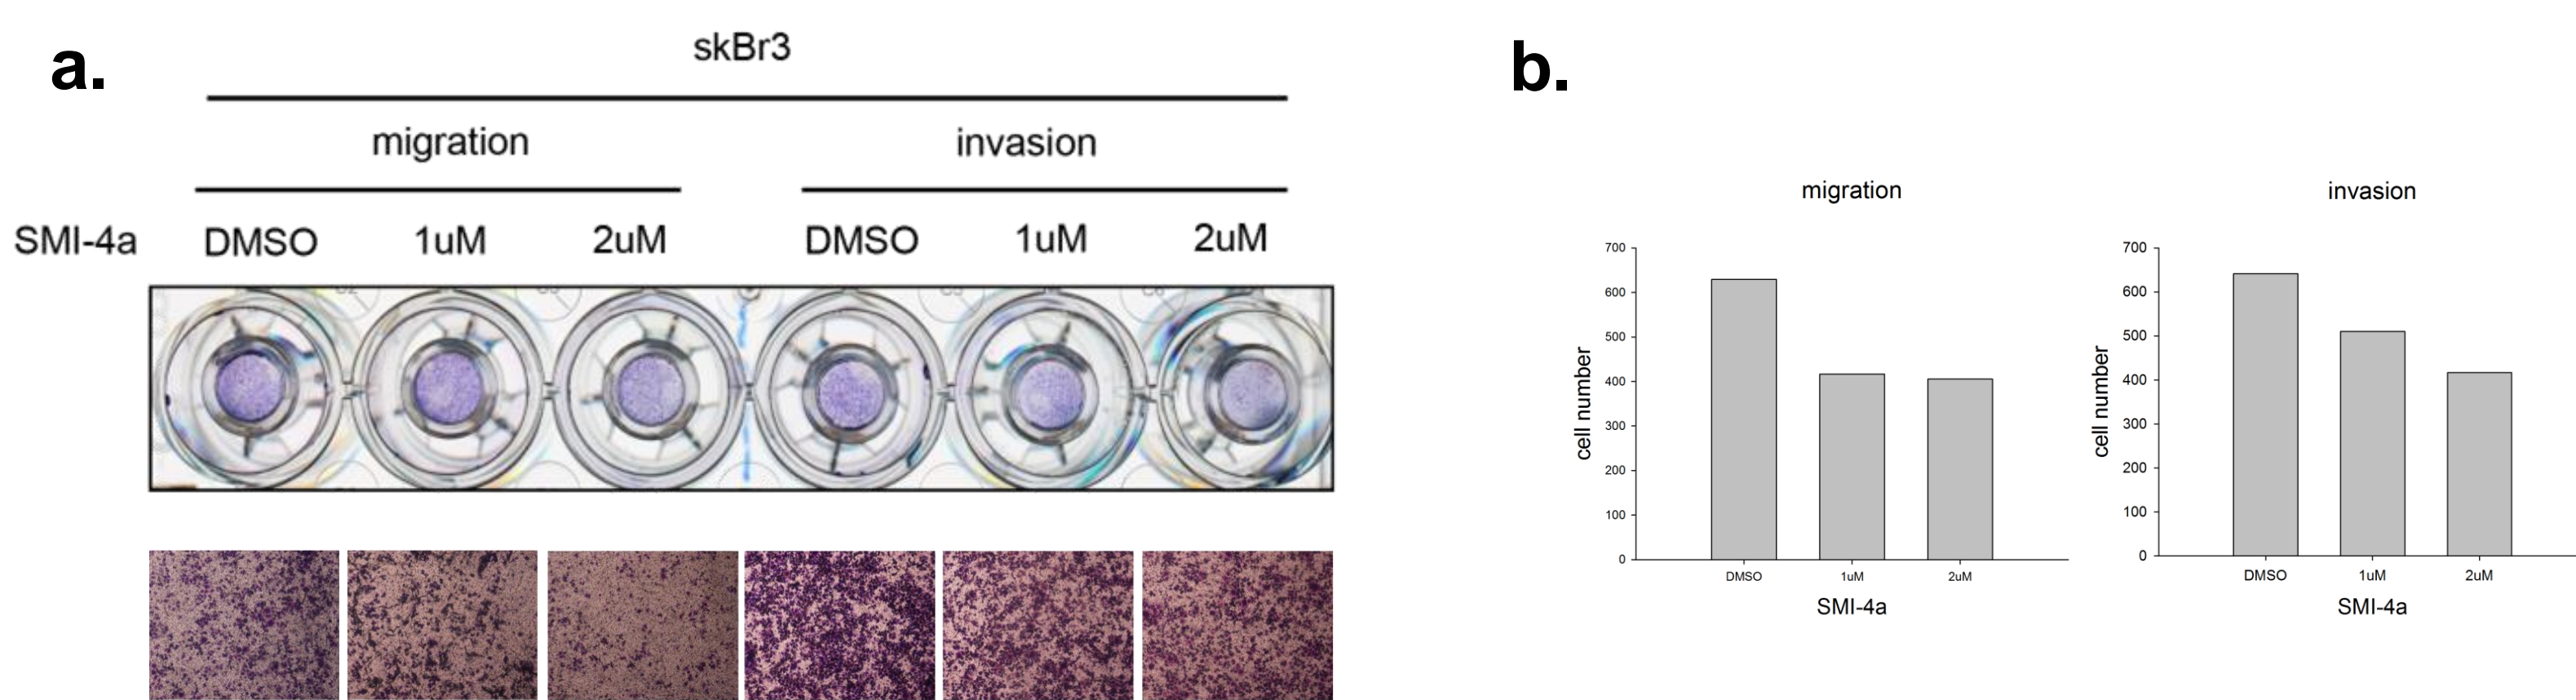 a.
skBr3
migration invasion
SMI-4a DMSO 1uM 2uM DMSO 1uM 2uM
b.
migration
700
600
500
400
300
200
100
0
cell number
DMSO 1uM 2uM
SMI-4a
invasion
700
600
500
400
300
200
100
0
cell number
DMSO 1uM 2uM
SMI-4a